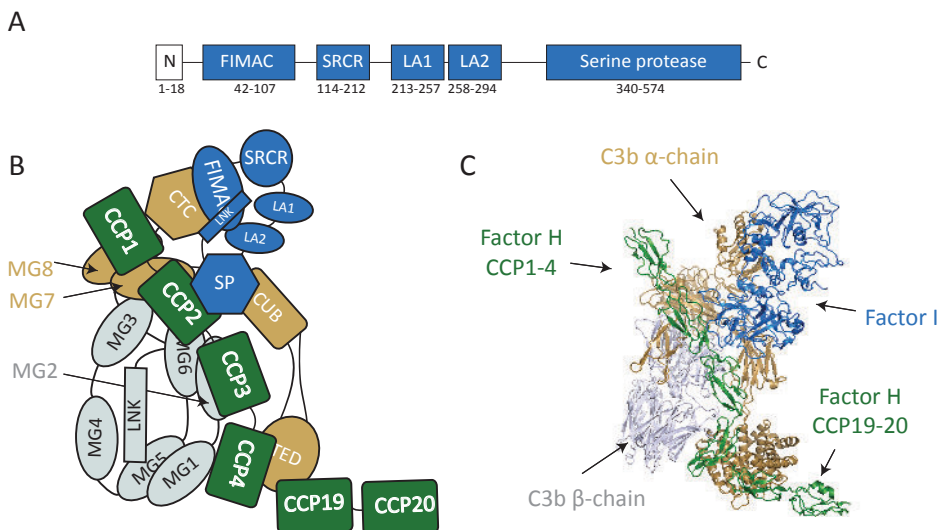 A
N
FIMAC
SRCR
LA1
LA2
Serine protease
C
1-18
42-107
114-212
213-257
258-294
340-574
B
SRCR
FIMA
CTC
LNK
LA1
LA2
CCP1
MG8
MG7
SP
CCP2
CUB
MG3
MG6
MG2
CCP3
LNK
MG4
MG5
MG1
CCP4
TED
CCP19
CCP20
C
C3b α-chain
Factor H
CCP1-4
Factor I
Factor H
CCP19-20
C3b β-chain